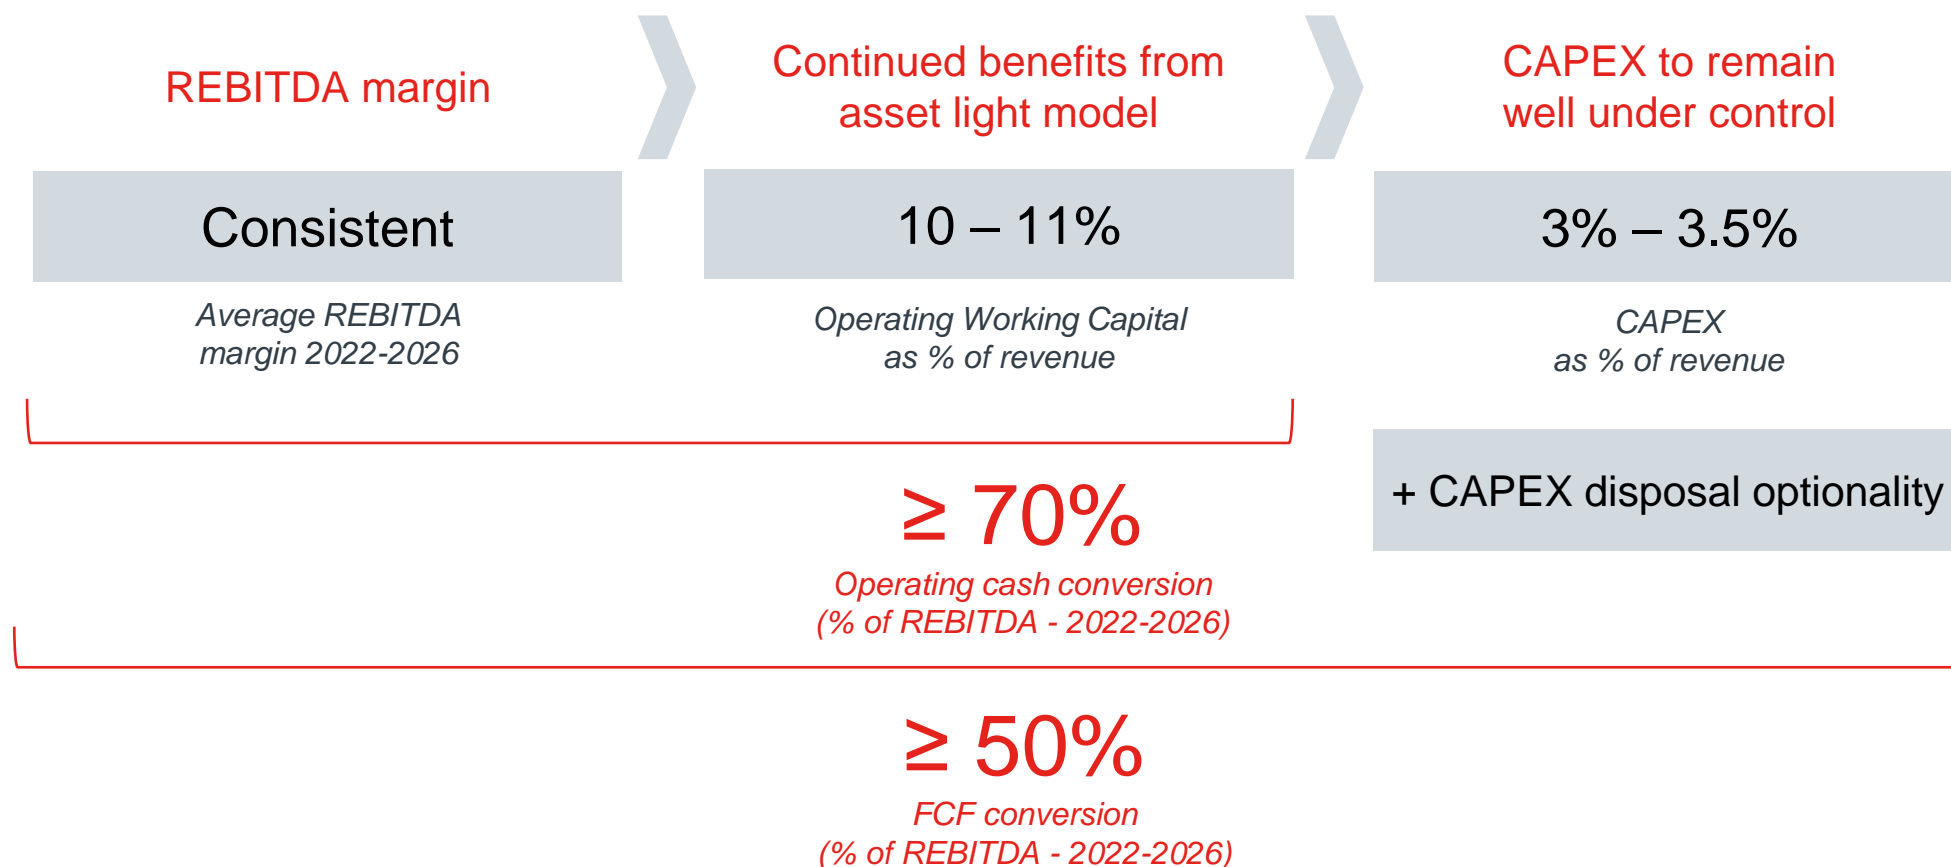 REBITDA margin
Continued benefits from
asset light model
CAPEX to remain
well under control
Consistent
10 – 11%
3% – 3.5%
Average REBITDA
margin 2022-2026
Operating Working Capital
as % of revenue
CAPEX
as % of revenue
+ CAPEX disposal optionality
≥ 70%
Operating cash conversion
(% of REBITDA - 2022-2026)
≥ 50%
FCF conversion
(% of REBITDA - 2022-2026)